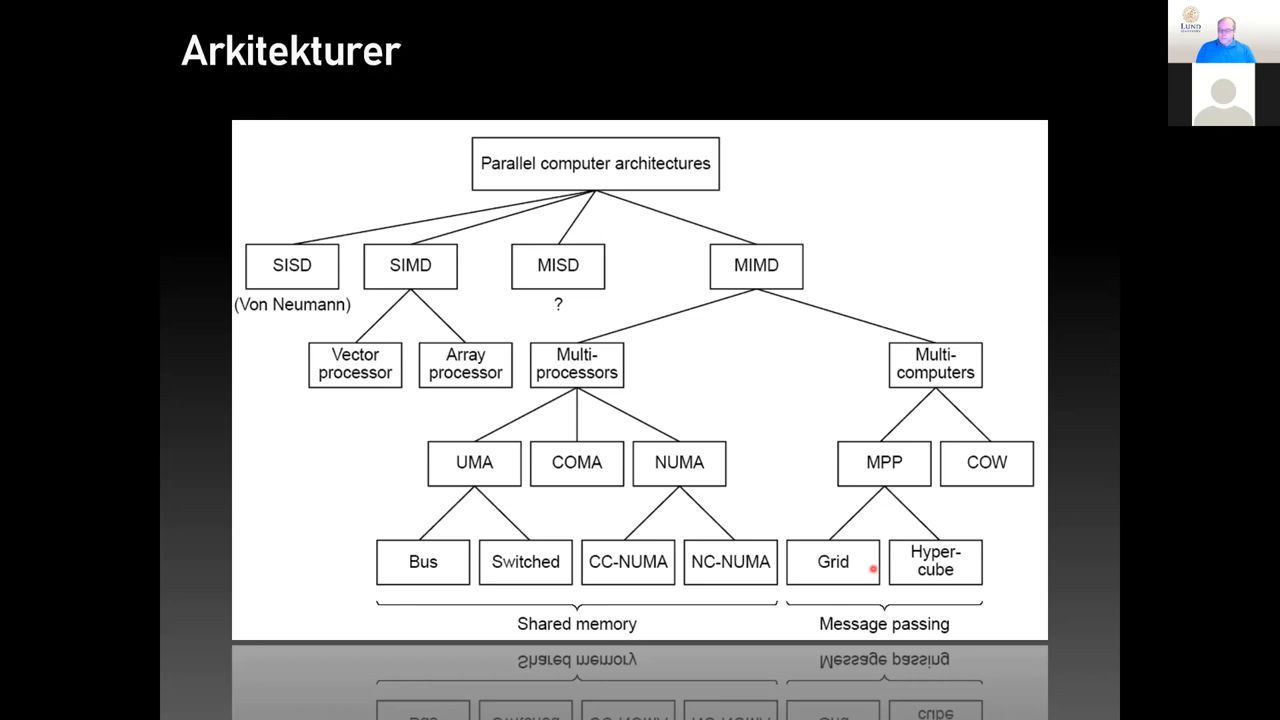 Arkitekturer
LUND
Parallel computer architectures
SISD
SIMD
MISD
MIMD
(Von Neumann)
?
Vector
processor
Array
processor
Multi-
processors
Multi-
computers
UMA
COMA
NUMA
MPP
COW
Bus
Switched
CC-NUMA
NC-NUMA
Grid
Hyper-
cube
Shared memory
Message passing